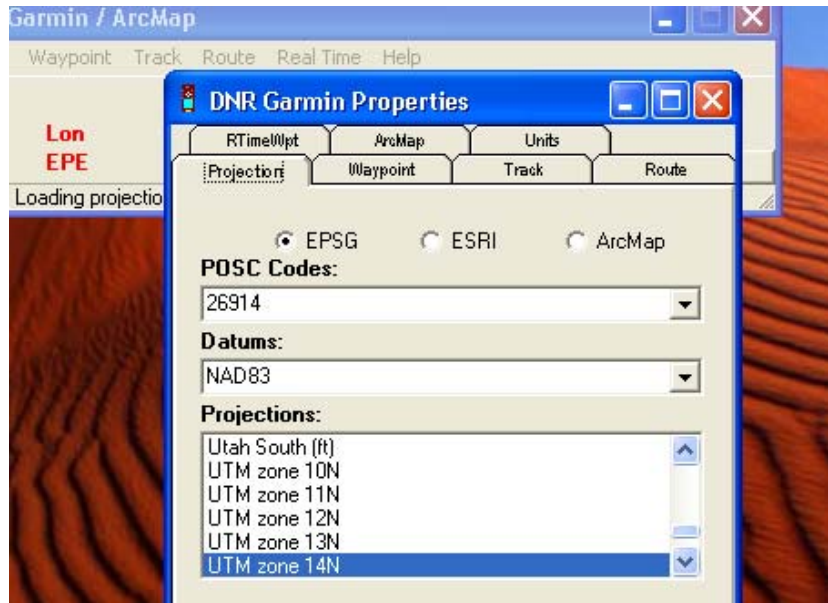 Garmin / ArcMap
Waypoint Track Route Real Time Help
DNR Garmin Properties
Lon
EPE
RTimeWpt ArcMap Units
Projection Waypoint Track Route
Loading projectio
EPSG ESRI ArcMap
POSC Codes:
26914
Datums:
NAD83
Projections:
Utah South (ft)
UTM zone 10N
UTM zone 11N
UTM zone 12N
UTM zone 13N
UTM zone 14N